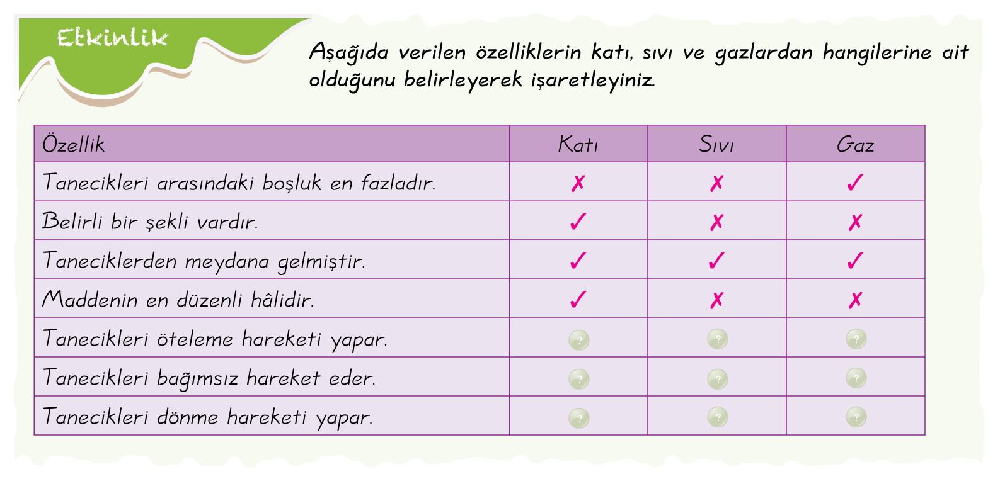 Etkinlik
Aşağıda verilen özelliklerin katı, sıvı ve gazlardan hangilerine ait
olduğunu belirleyerek işaretleyiniz.
Özellik Katı Sıvı Gaz
Tanecikleri arasındaki boşluk en fazladır. ✗ ✗ ✓
Belirli bir şekli vardır. ✓ ✗ ✗
Taneciklerden meydana gelmiştir. ✓ ✓ ✓
Maddenin en düzenli hâlidir. ✓ ✗ ✗
Tanecikleri öteleme hareketi yapar. ? ? ?
Tanecikleri bağımsız hareket eder. ? ? ?
Tanecikleri dönme hareketi yapar. ? ? ?